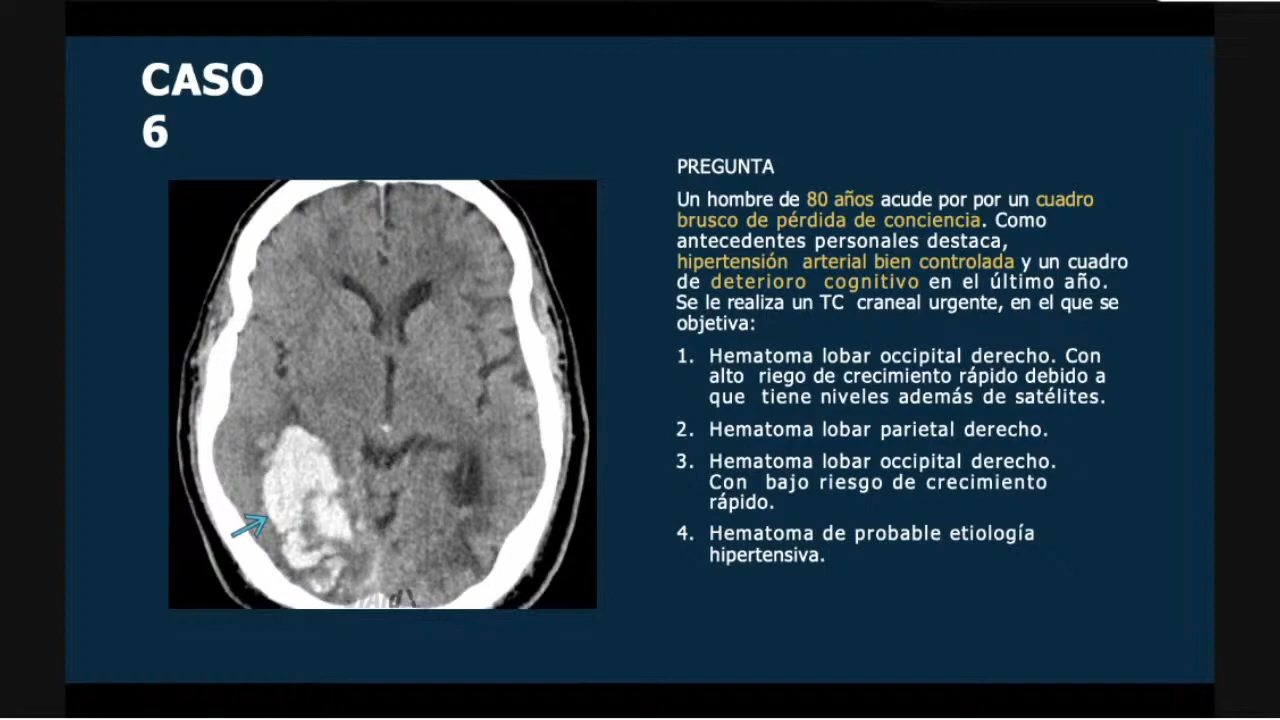 CASO
6
PREGUNTA
Un hombre de 80 años acude por por un cuadro
brusco de pérdida de conciencia. Como
antecedentes personales destaca,
hipertensión arterial bien controlada y un cuadro
de deterioro cognitivo en el último año.
Se le realiza un TC craneal urgente, en el que se
objetiva:
1. Hematoma lobar occipital derecho. Con
alto riego de crecimiento rápido debido a
que tiene niveles además de satélites.
2. Hematoma lobar parietal derecho.
3. Hematoma lobar occipital derecho.
Con bajo riesgo de crecimiento
rápido.
4. Hematoma de probable etiología
hipertensiva.